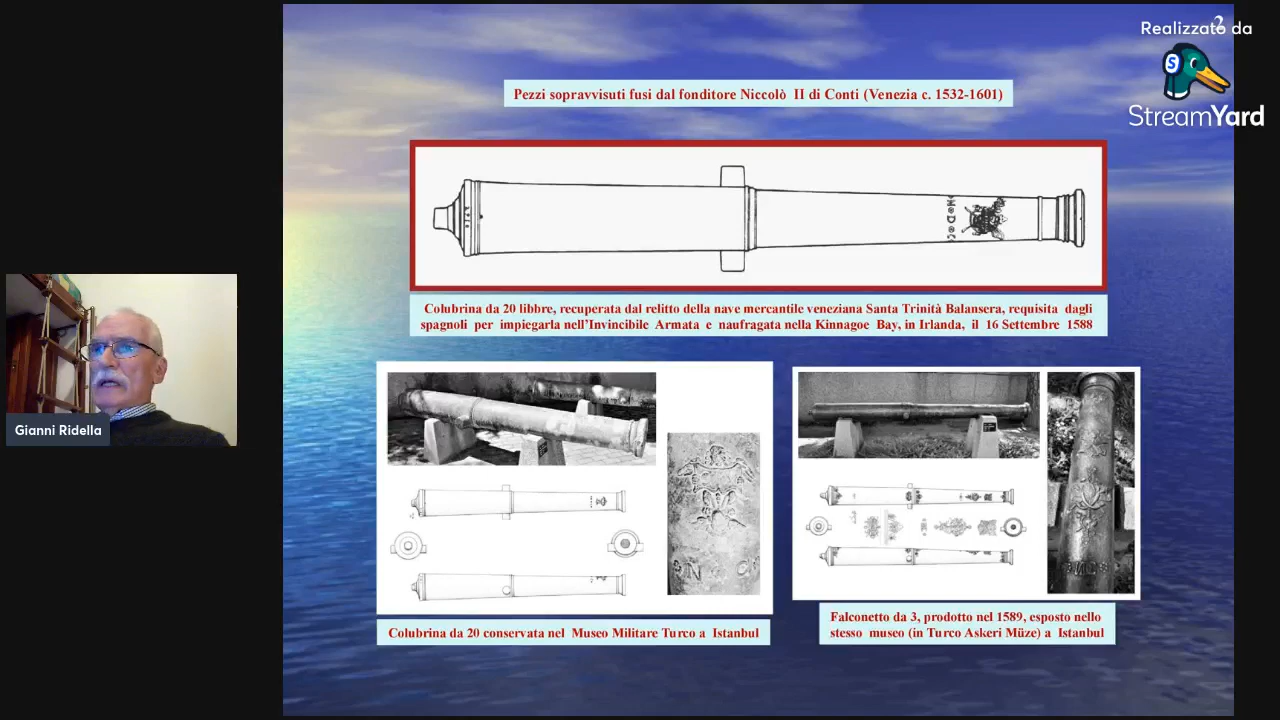 Realizzato da
2
StreamYard
Pezzi sopravvisuti fusi dal fonditore Niccolò II di Conti (Venezia c. 1532-1601)
Colubrina da 20 libbre, recuperata dal relitto della nave mercantile veneziana Santa Trinità Balansera, requisita dagli
spagnoli per impiegarla nell'Invincibile Armata e naufragata nella Kinnagoe Bay, in Irlanda, il 16 Settembre 1588
Gianni Ridella
Colubrina da 20 conservata nel Museo Militare Turco a Istanbul
Falconetto da 3, prodotto nel 1589, esposto nello
stesso museo (in Turco Askeri Müze) a Istanbul